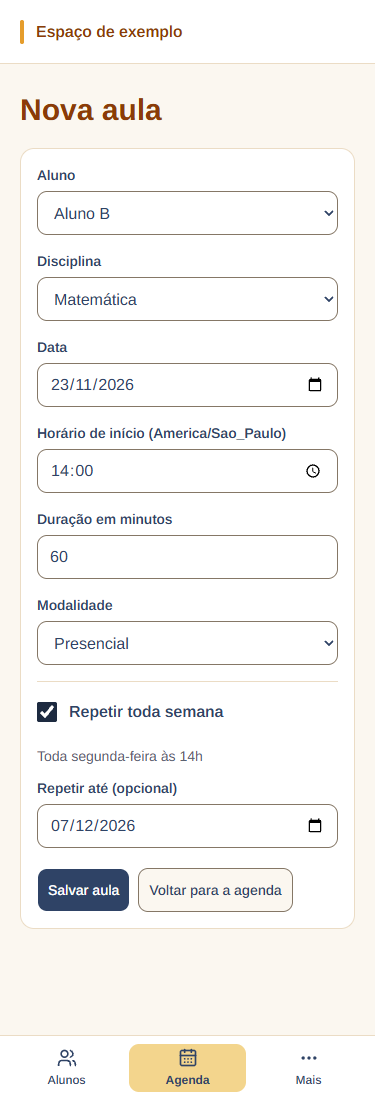 Espaço de exemplo
Nova aula
Aluno
Aluno B
Disciplina
Matemática
Data
23/11/2026
Horário de início (America/Sao_Paulo)
14:00
Duração em minutos
60
Modalidade
Presencial
Repetir toda semana
Toda segunda-feira às 14h
Repetir até (opcional)
07/12/2026
Salvar aula
Voltar para a agenda
Alunos
Agenda
Mais